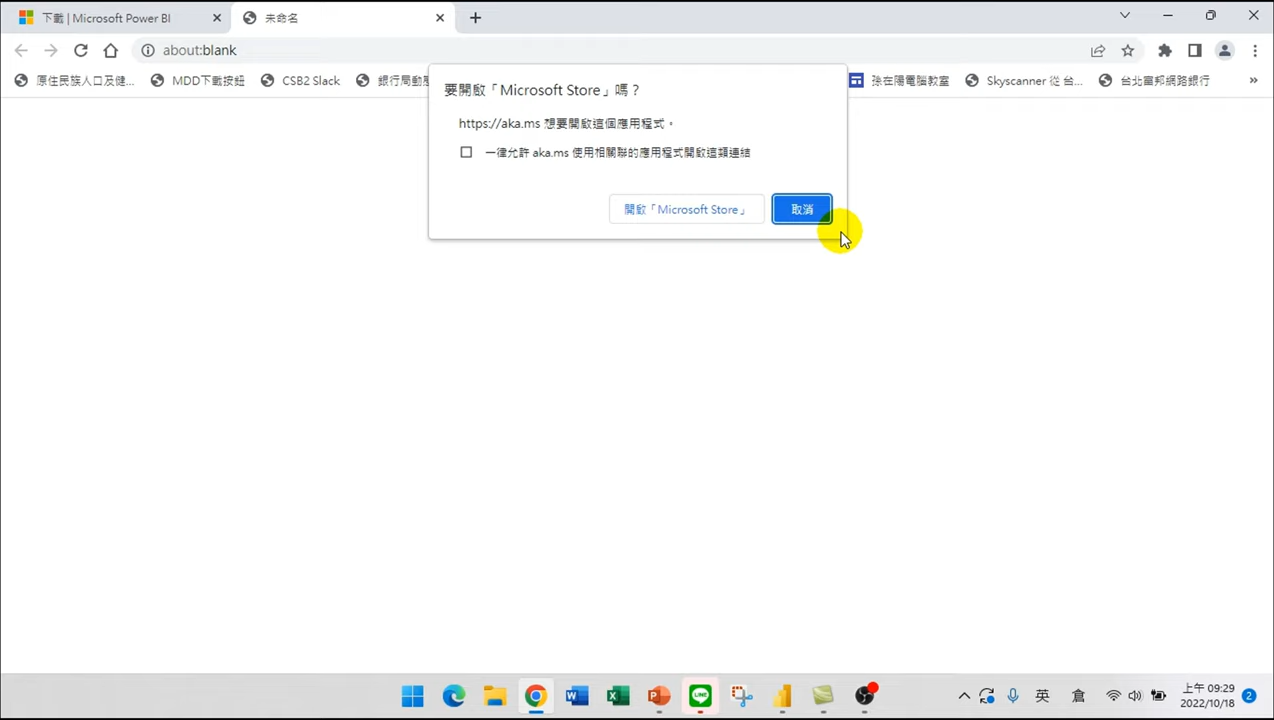 下載 | Microsoft Power BI
未命名
about:blank
原住民族人口及健...
MDD下載按鈕
CSB2 Slack
銀行局動態
孫在陽電腦教室
Skyscanner 從 台...
台北富邦網路銀行
要開啟「Microsoft Store」嗎？
https://aka.ms 想要開啟這個應用程式。
一律允許 aka.ms 使用相關聯的應用程式開啟這類連結
開啟「Microsoft Store」
取消
英
倉
上午 09:29
2022/10/18
2
LINE